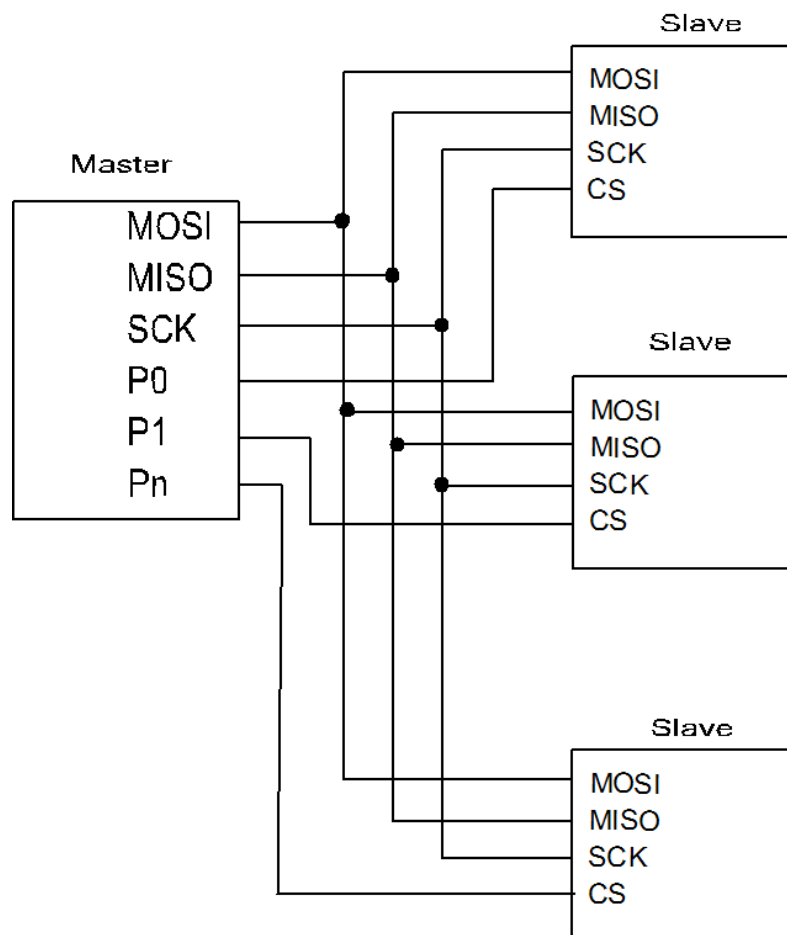 Master
MOSI
MISO
SCK
P0
P1
Pn
Slave
MOSI
MISO
SCK
CS
Slave
MOSI
MISO
SCK
CS
Slave
MOSI
MISO
SCK
CS